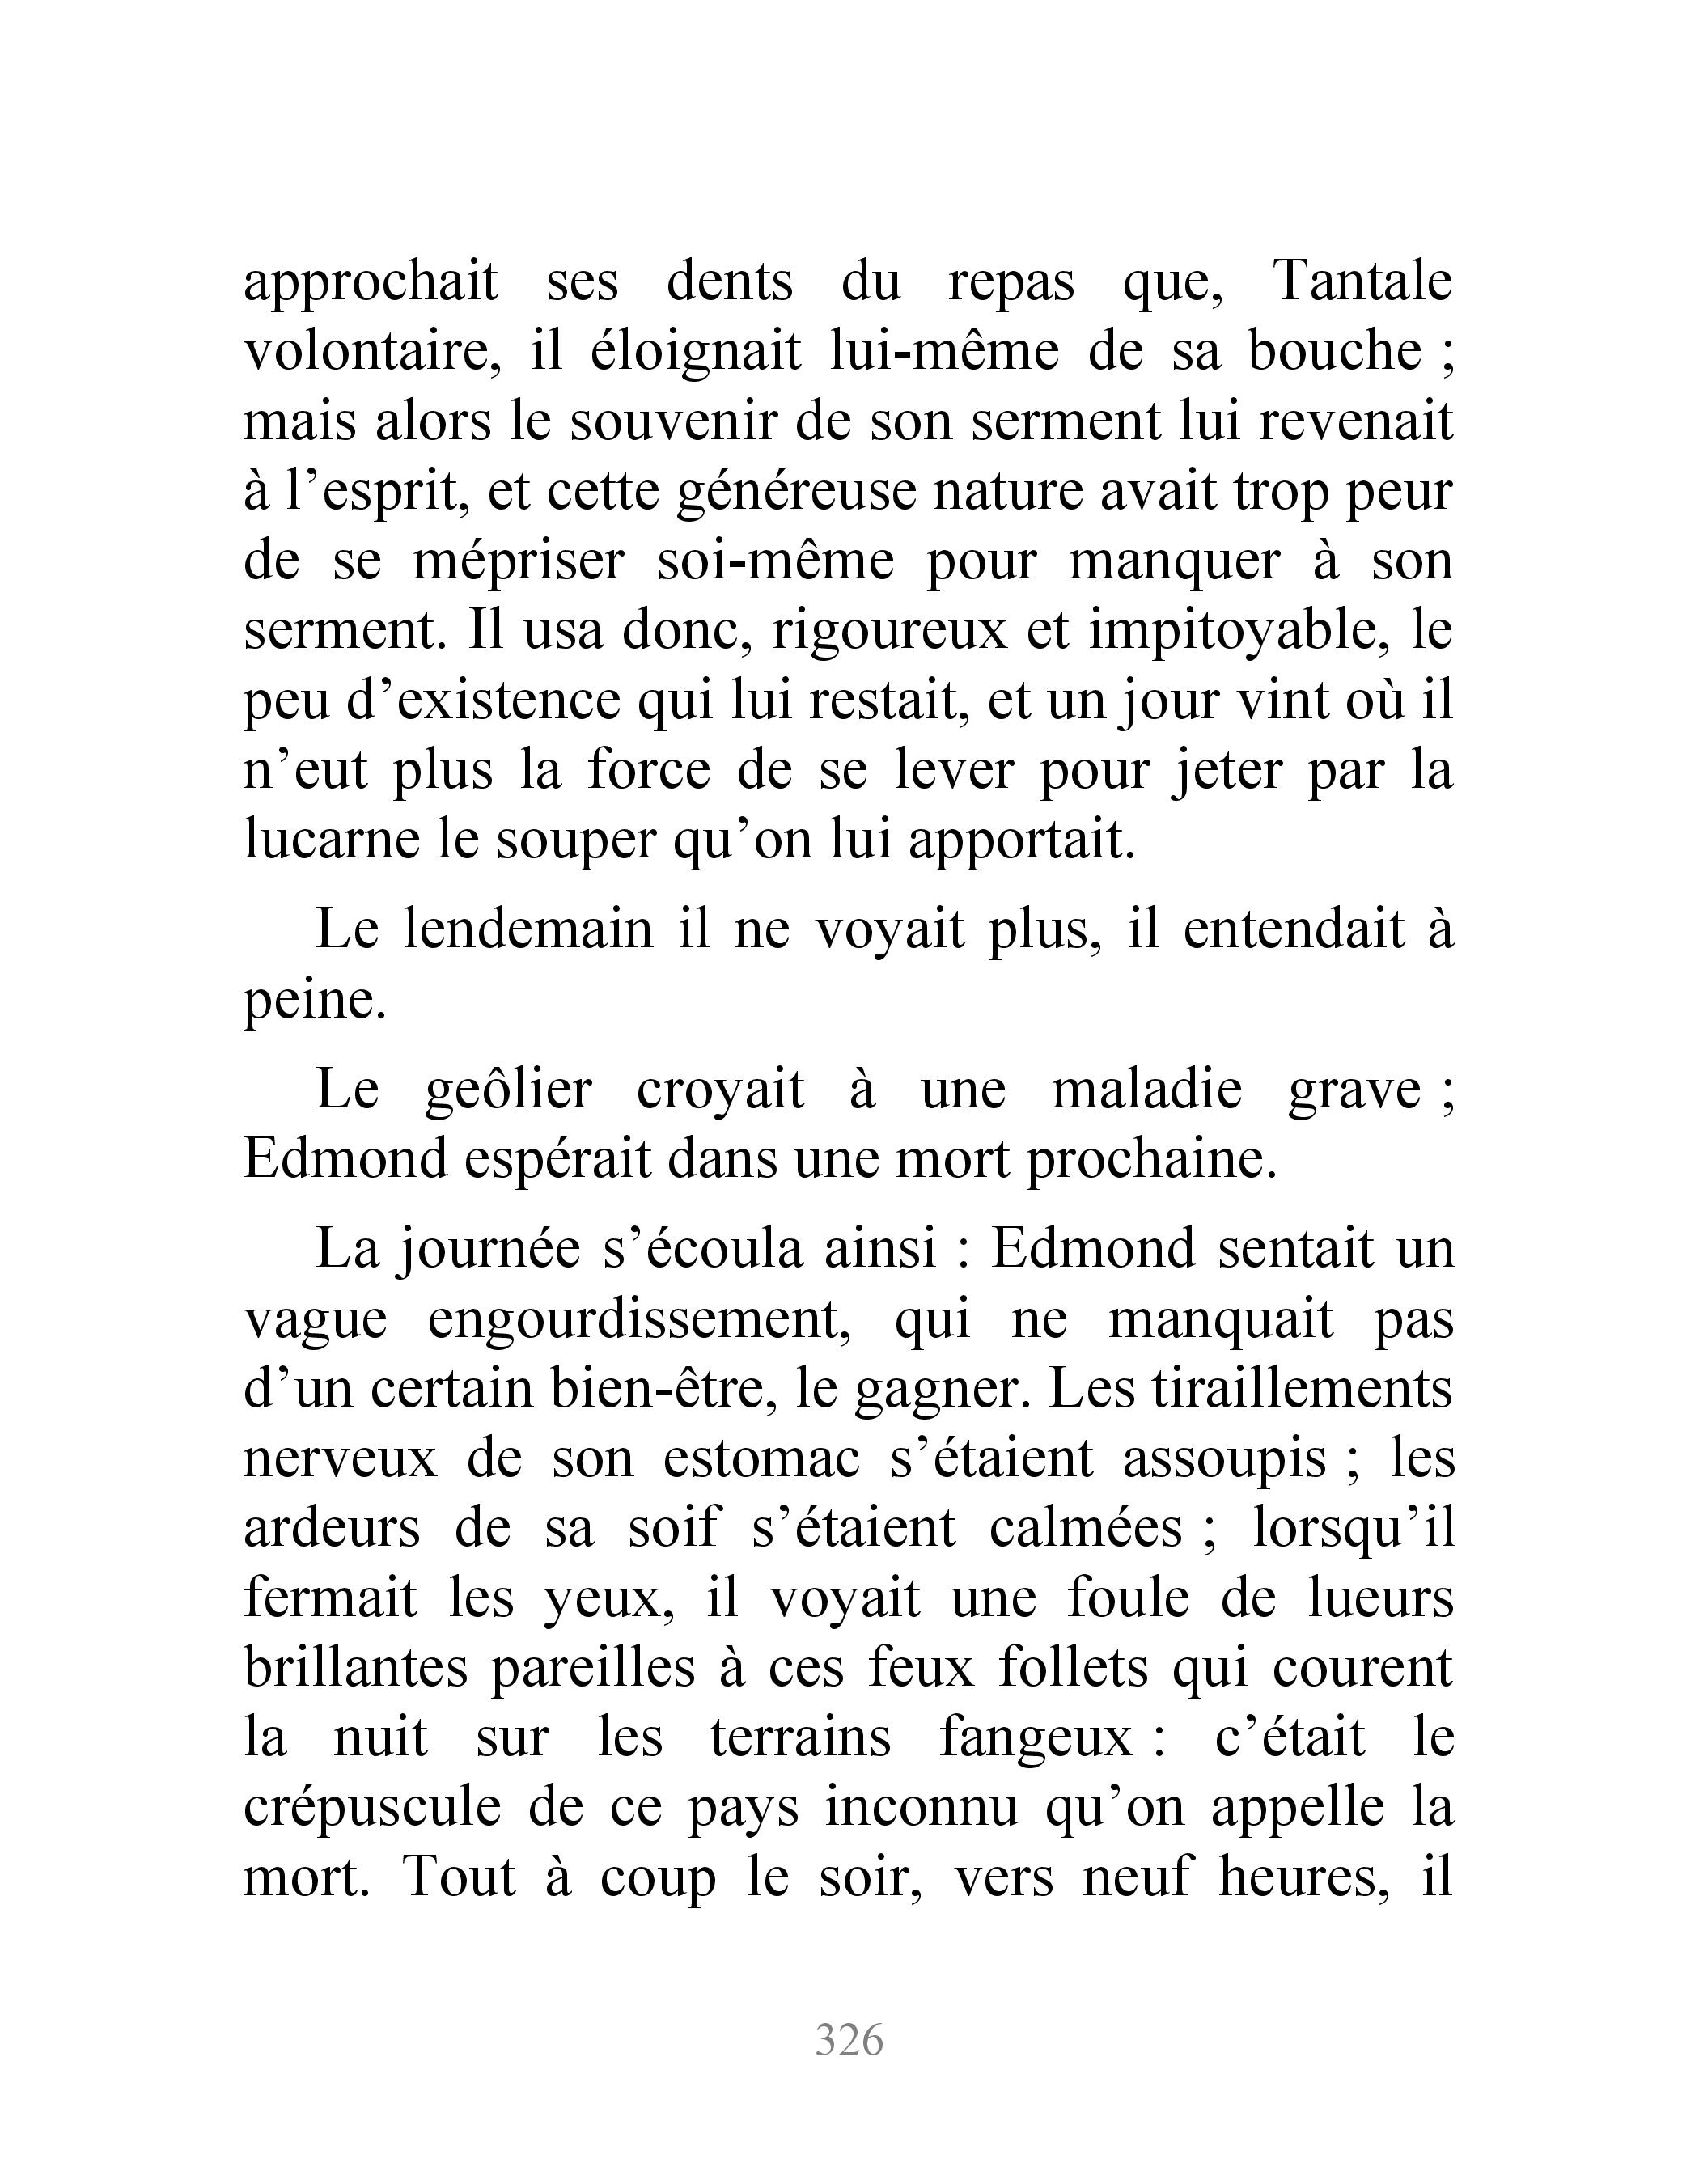 approchait ses dents du repas que, Tantale
volontaire, il éloignait lui-même de sa bouche ;
mais alors le souvenir de son serment lui revenait
à l’esprit, et cette généreuse nature avait trop peur
de se mépriser soi-même pour manquer à son
serment. Il usa donc, rigoureux et impitoyable, le
peu d’existence qui lui restait, et un jour vint où il
n’eut plus la force de se lever pour jeter par la
lucarne le souper qu’on lui apportait.
Le lendemain il ne voyait plus, il entendait à
peine.
Le geôlier croyait à une maladie grave ;
Edmond espérait dans une mort prochaine.
La journée s’écoula ainsi : Edmond sentait un
vague engourdissement, qui ne manquait pas
d’un certain bien-être, le gagner. Les tiraillements
nerveux de son estomac s’étaient assoupis ; les
ardeurs de sa soif s’étaient calmées ; lorsqu’il
fermait les yeux, il voyait une foule de lueurs
brillantes pareilles à ces feux follets qui courent
la nuit sur les terrains fangeux : c’était le
crépuscule de ce pays inconnu qu’on appelle la
mort. Tout à coup le soir, vers neuf heures, il
326